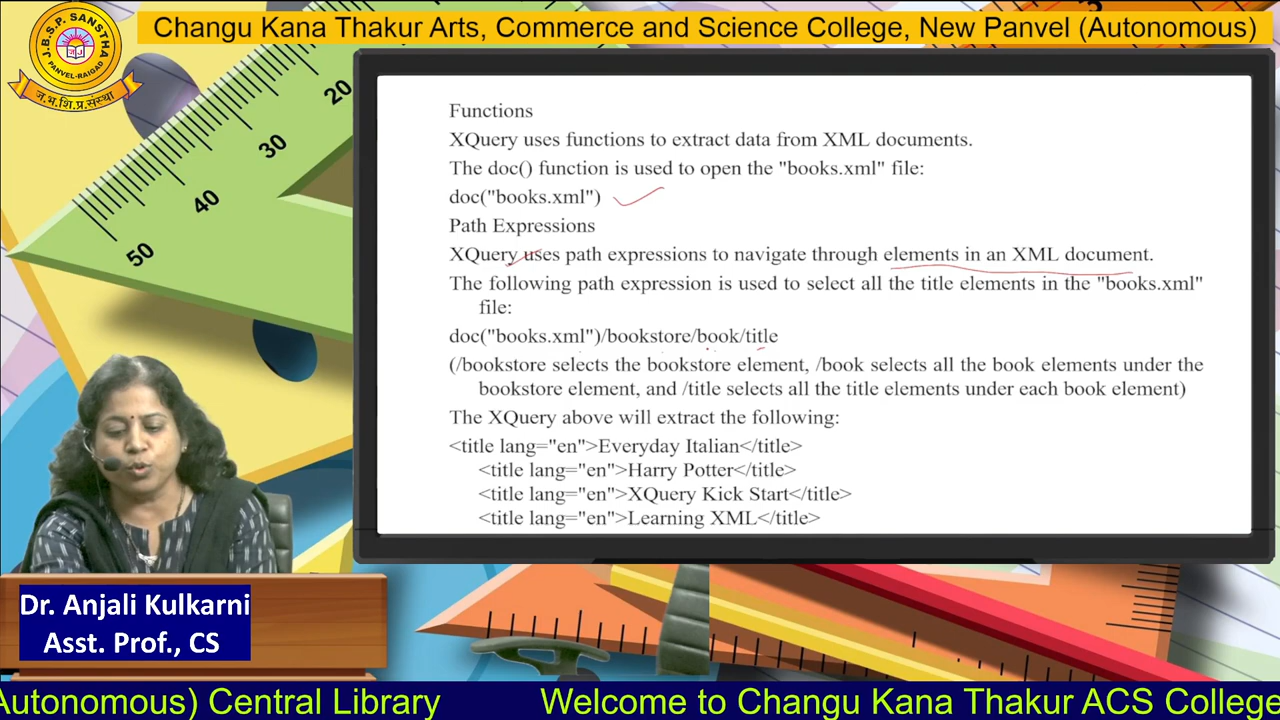 Changu Kana Thakur Arts, Commerce and Science College, New Panvel (Autonomous)
J.B.S.P. SANSTHA
PANVEL-RAIGAD
ज.भ.शि.प्र.संस्था
20
30
40
50
Functions
XQuery uses functions to extract data from XML documents.
The doc() function is used to open the "books.xml" file:
doc("books.xml")
Path Expressions
XQuery uses path expressions to navigate through elements in an XML document.
The following path expression is used to select all the title elements in the "books.xml"
file:
doc("books.xml")/bookstore/book/title
(/bookstore selects the bookstore element, /book selects all the book elements under the
bookstore element, and /title selects all the title elements under each book element)
The XQuery above will extract the following:
<title lang="en">Everyday Italian</title>
<title lang="en">Harry Potter</title>
<title lang="en">XQuery Kick Start</title>
<title lang="en">Learning XML</title>
Dr. Anjali Kulkarni
Asst. Prof., CS
Autonomous) Central Library Welcome to Changu Kana Thakur ACS College